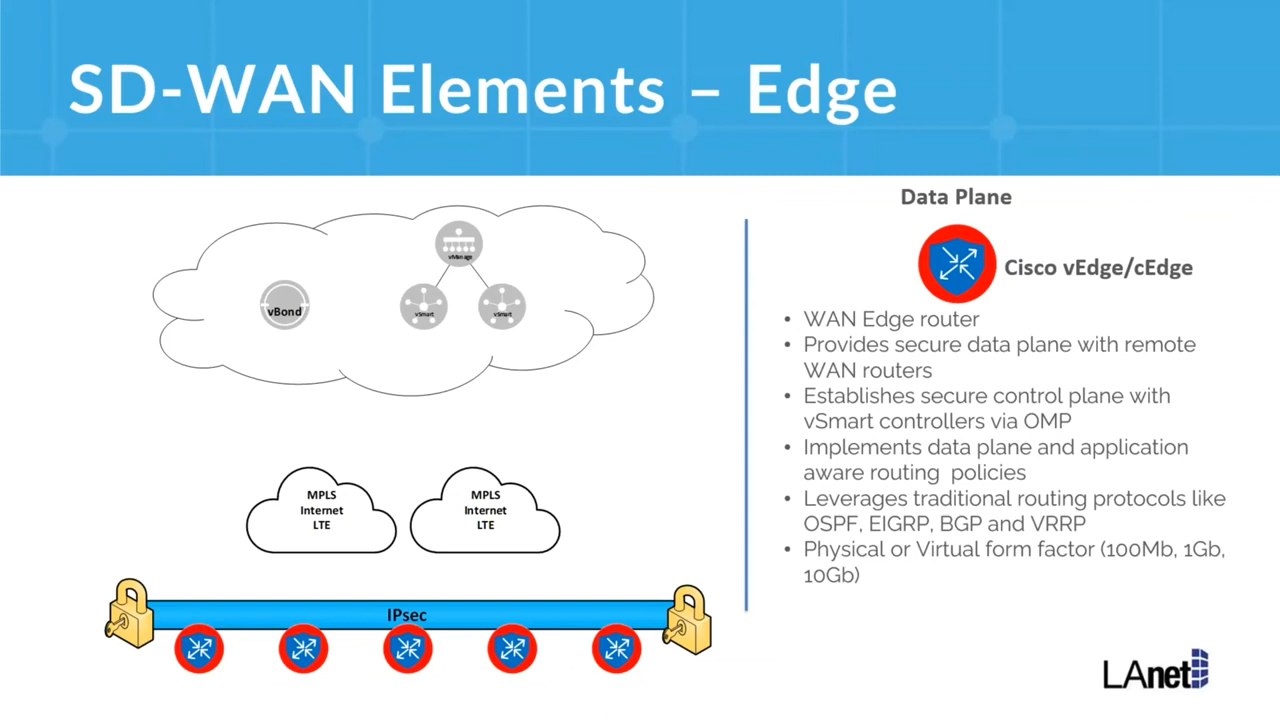 SD-WAN Elements – Edge
vManage
vBond
vSmart
vSmart
MPLS
Internet
LTE
MPLS
Internet
LTE
IPsec
Data Plane
Cisco vEdge/cEdge
• WAN Edge router
• Provides secure data plane with remote
WAN routers
• Establishes secure control plane with
vSmart controllers via OMP
• Implements data plane and application
aware routing  policies
• Leverages traditional routing protocols like
OSPF, EIGRP, BGP and VRRP
• Physical or Virtual form factor (100Mb, 1Gb,
10Gb)
LAnet